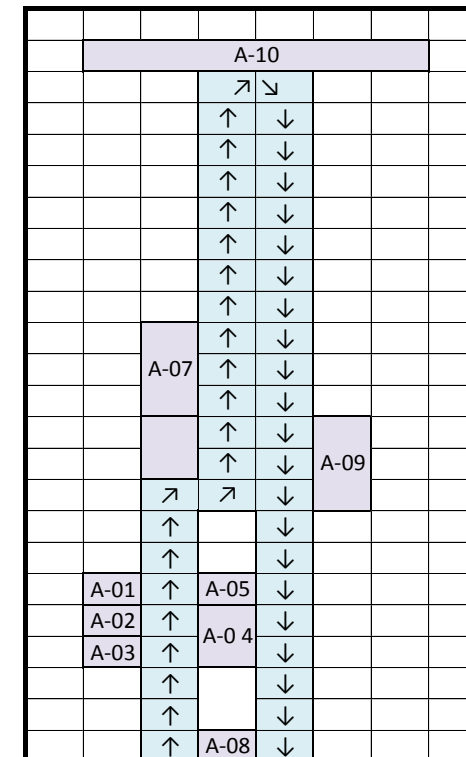 A-10
↗ ↘
↑ ↓
↑ ↓
↑ ↓
↑ ↓
↑ ↓
↑ ↓
↑ ↓
↑ ↓
A-07 ↑ ↓
↑ ↓
↑ ↓
↑ ↓ A-09
↗ ↗ ↓
↑ ↓
↑ ↓
A-01 ↑ A-05 ↓
A-02 ↑ A-0 4 ↓
A-03 ↑ ↓
↑ ↓
↑ ↓
↑ A-08 ↓